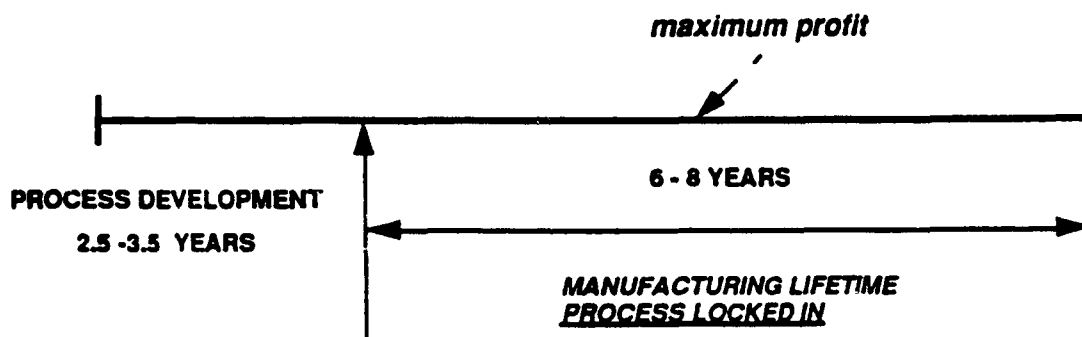 maximum profit
6 - 8 YEARS
PROCESS DEVELOPMENT
2.5 -3.5 YEARS
MANUFACTURING LIFETIME
PROCESS LOCKED IN